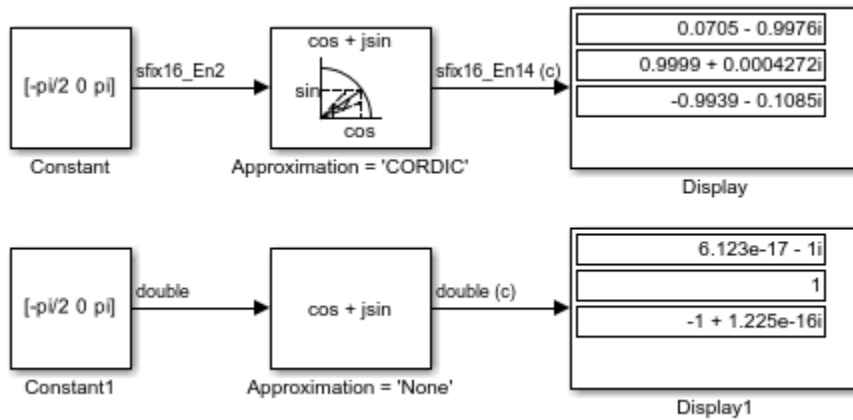 cos + jsin
sin
cos
[-pi/2 0 pi]
sfix16_En2
sfix16_En14 (c)
0.0705 - 0.9976i
0.9999 + 0.0004272i
-0.9939 - 0.1085i
Constant
Approximation = 'CORDIC'
Display
[-pi/2 0 pi]
double
cos + jsin
double (c)
6.123e-17 - 1i
1
-1 + 1.225e-16i
Constant1
Approximation = 'None'
Display1